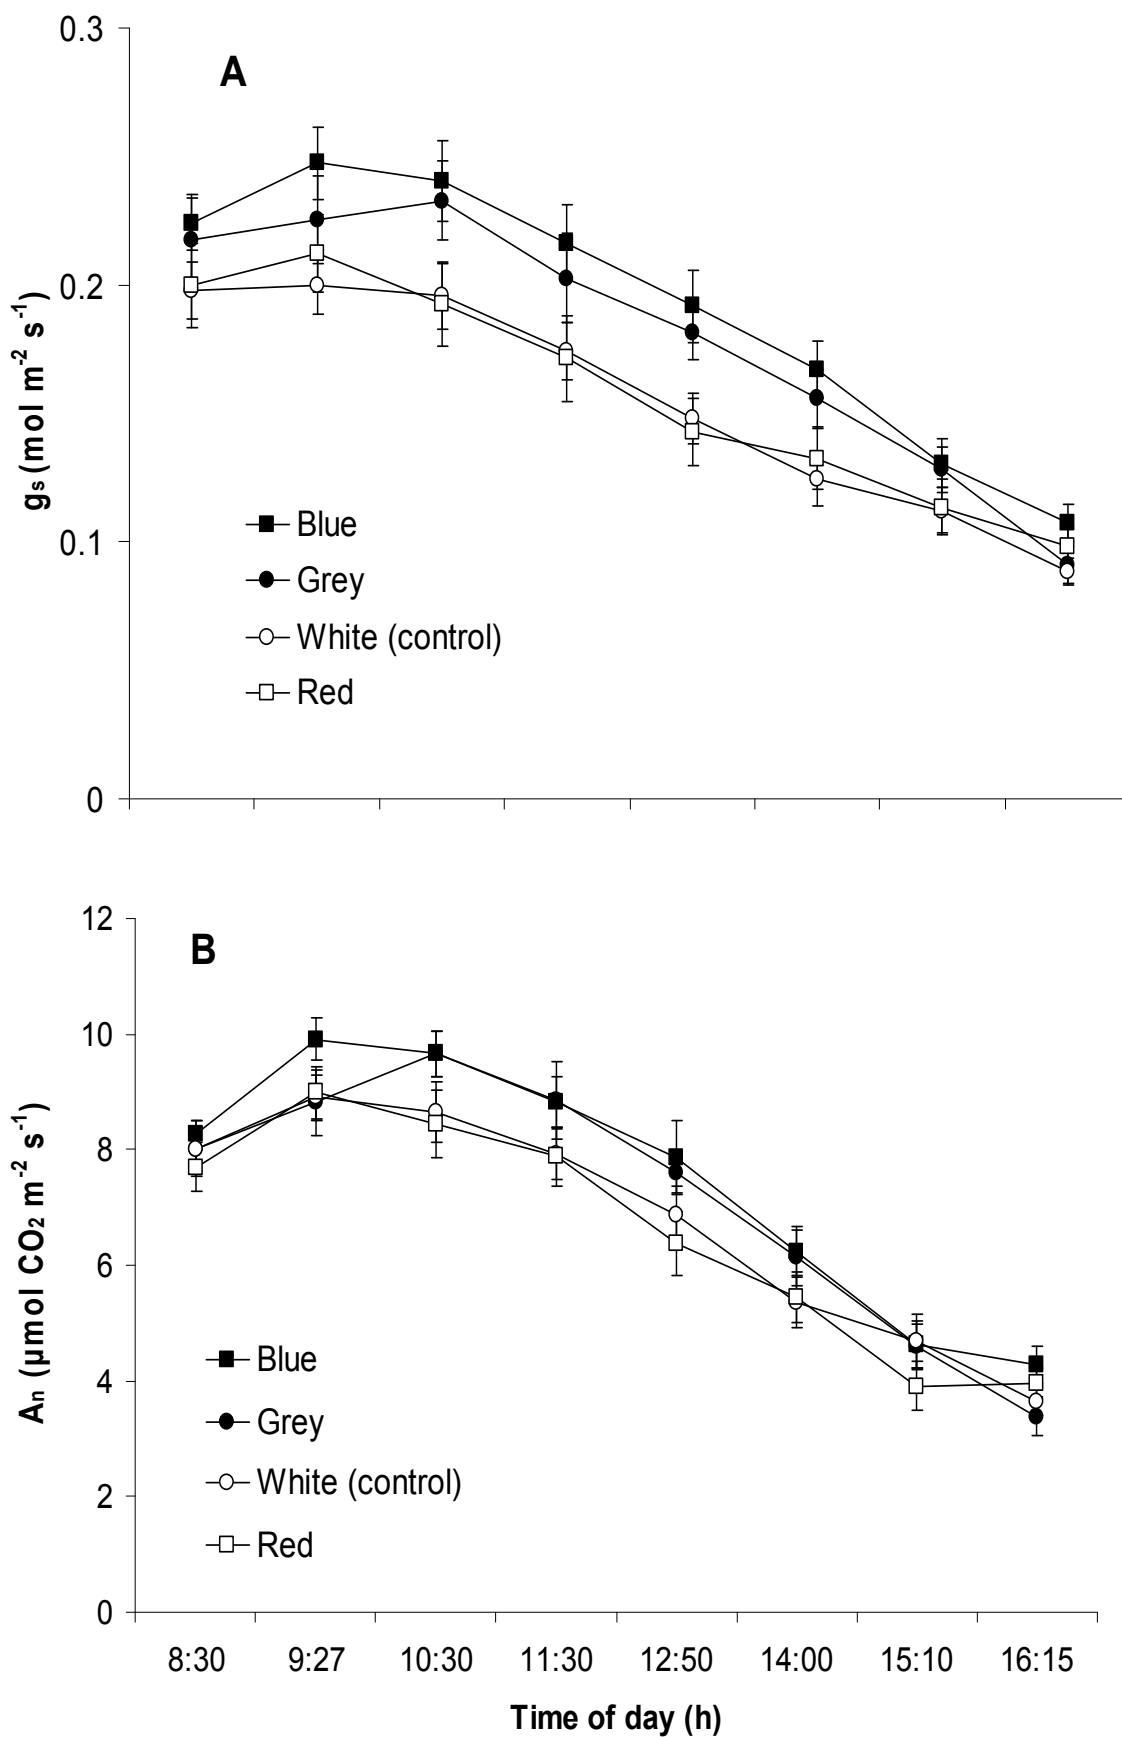 0.3
A
0.2
gs (mol m-2 s-1)
0.1
Blue
Grey
White (control)
Red
0
12
B
10
8
6
An (µmol CO2 m-2 s-1)
4
Blue
Grey
White (control)
2
Red
0
8:30 9:27 10:30 11:30 12:50 14:00 15:10 16:15
Time of day (h)